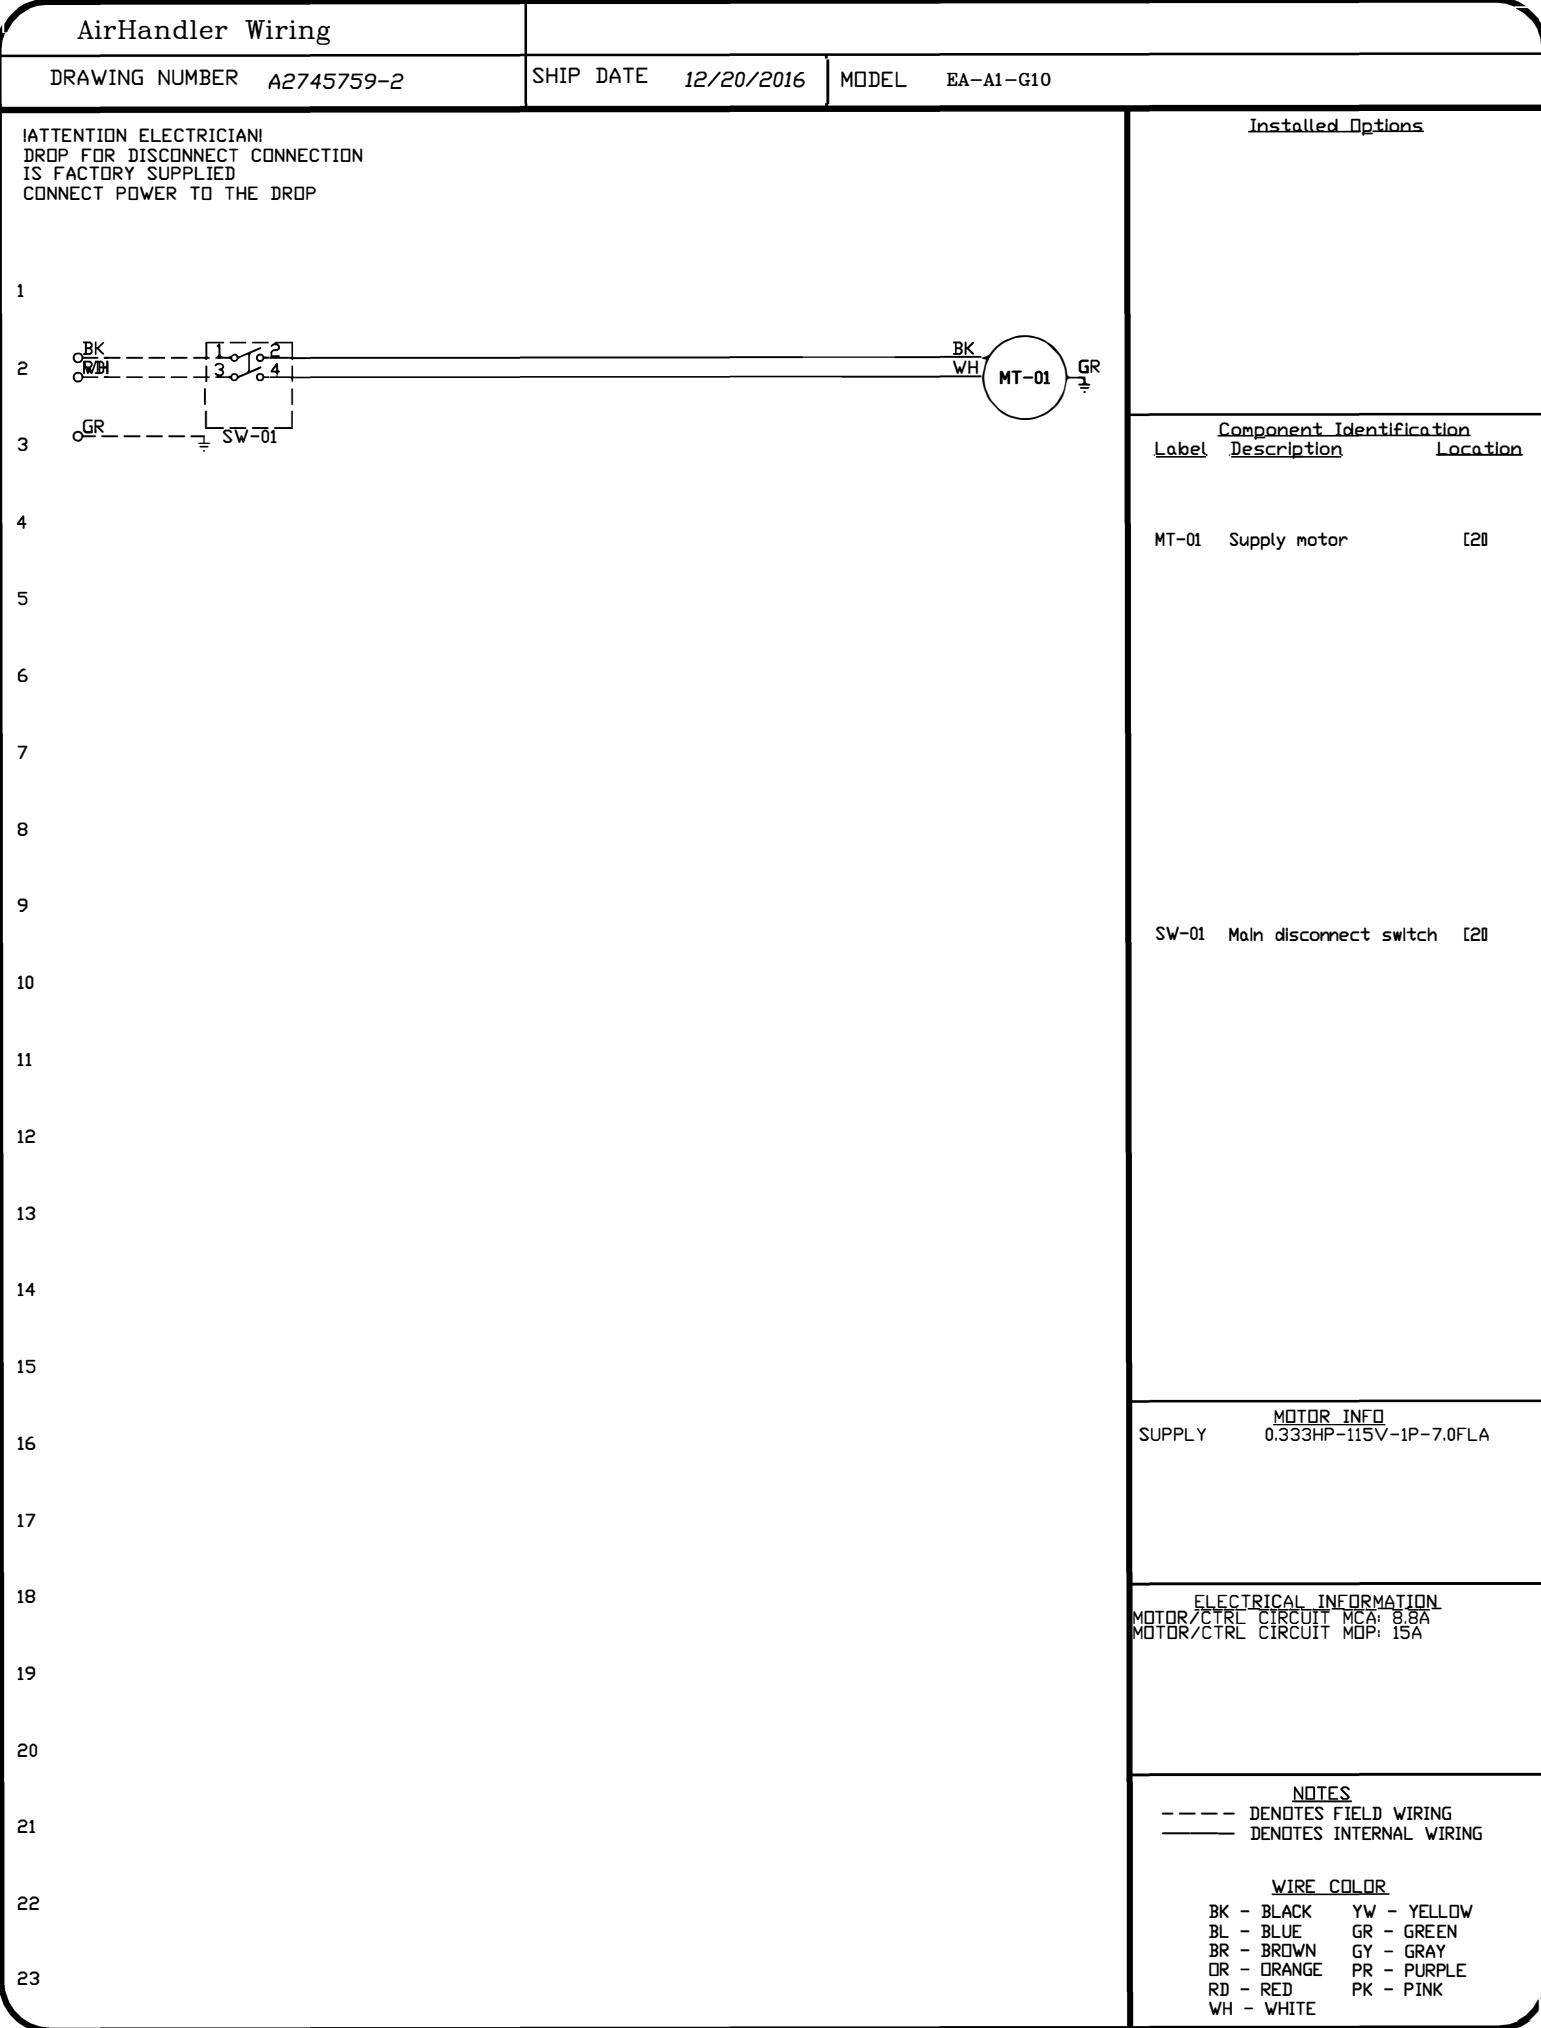 AirHandler Wiring
DRAWING NUMBER A2745759-2 SHIP DATE 12/20/2016 MODEL EA-A1-G10
!ATTENTION ELECTRICIAN!
DROP FOR DISCONNECT CONNECTION
IS FACTORY SUPPLIED
CONNECT POWER TO THE DROP
Installed Options
1
2
3
4
5
6
7
8
9
10
11
12
13
14
15
16
17
18
19
20
21
22
23
BK 1 2 BK
3 4 WH MT-01 GR
GR SW-01
Component Identification
Label Description Location
MT-01 Supply motor [2]
SW-01 Main disconnect switch [2]
MOTOR INFO
SUPPLY 0.333HP-115V-1P-7.0FLA
ELECTRICAL INFORMATION
MOTOR/CTRL CIRCUIT MCA: 8.8A
MOTOR/CTRL CIRCUIT MOP: 15A
NOTES
DENOTES FIELD WIRING
DENOTES INTERNAL WIRING
WIRE COLOR
BK - BLACK YW - YELLOW
BL - BLUE GR - GREEN
BR - BROWN GY - GRAY
OR - ORANGE PR - PURPLE
RD - RED PK - PINK
WH - WHITE